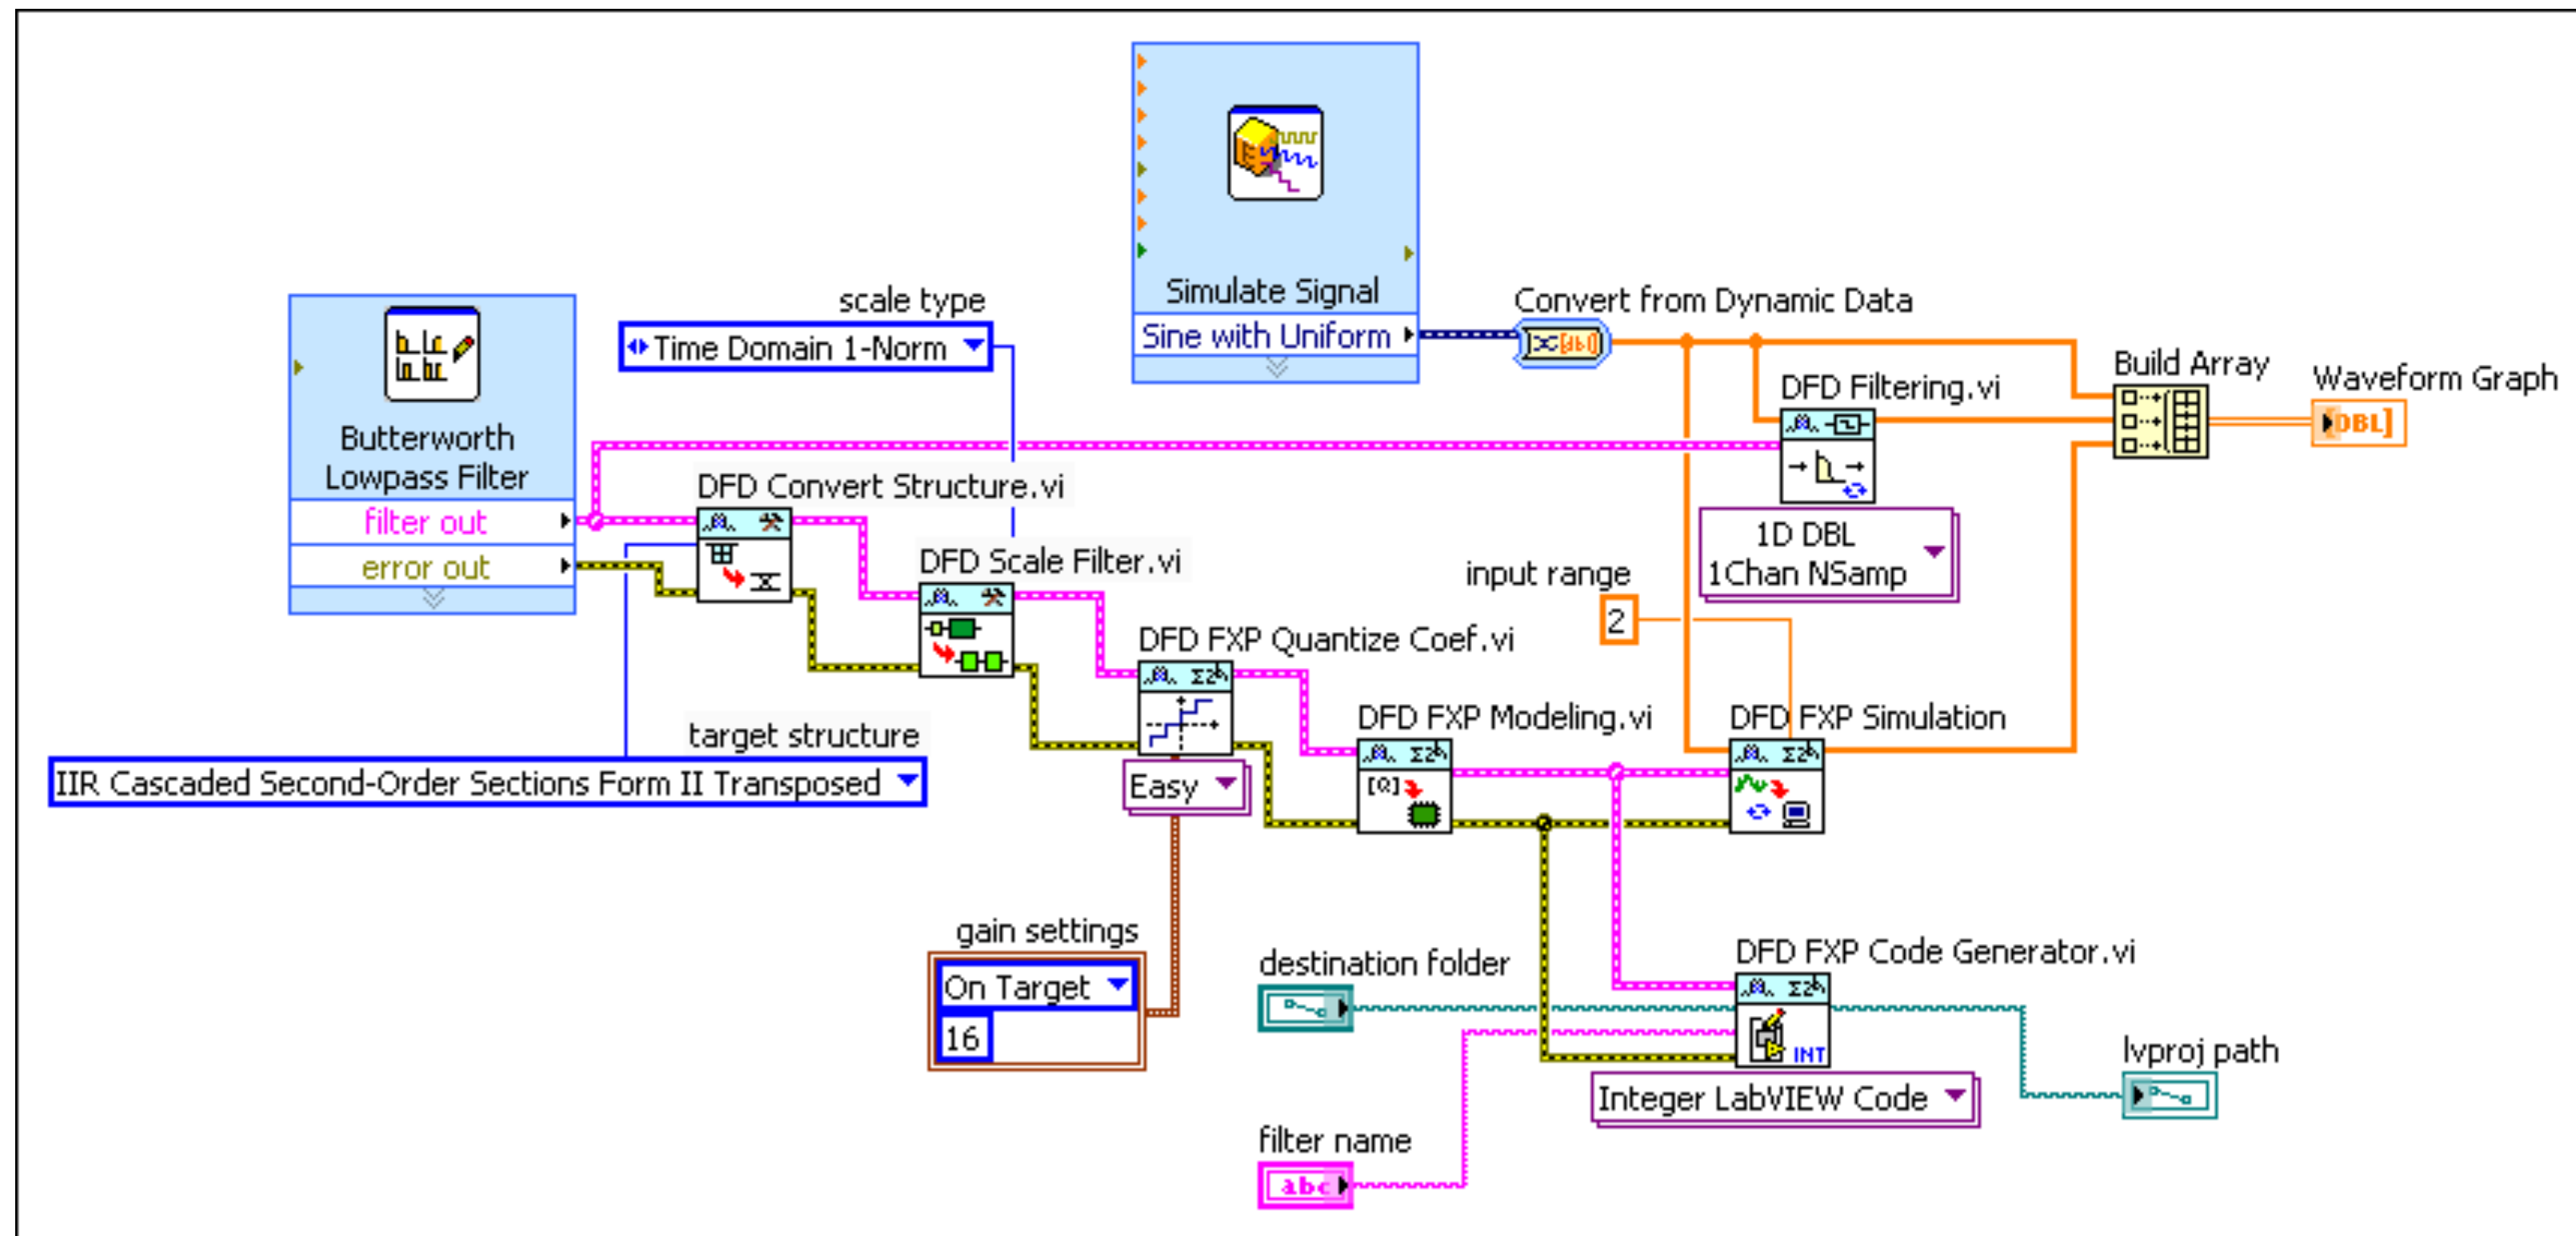 Simulate Signal
Sine with Uniform
Convert from Dynamic Data
scale type
Time Domain 1-Norm
Build Array
Waveform Graph
[DBL]
DFD Filtering.vi
1D DBL
1Chan NSamp
Butterworth
Lowpass Filter
filter out
error out
DFD Convert Structure.vi
DFD Scale Filter.vi
input range
2
DFD FXP Quantize Coef.vi
Easy
DFD FXP Modeling.vi
[Q]
DFD FXP Simulation
target structure
IIR Cascaded Second-Order Sections Form II Transposed
gain settings
On Target
16
destination folder
DFD FXP Code Generator.vi
INT
Integer LabVIEW Code
lvproj path
filter name
abc